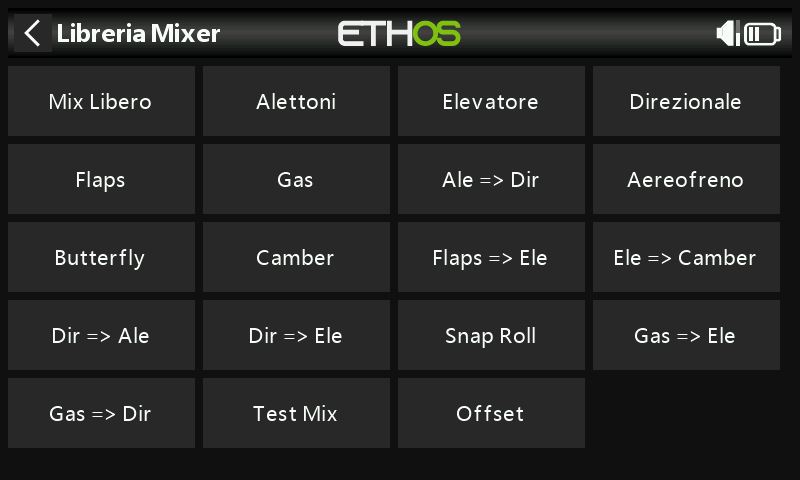 Libreria Mixer
ETHOS
Mix Libero
Alettoni
Elevatore
Direzionale
Flaps
Gas
Ale => Dir
Aereofreno
Butterfly
Camber
Flaps => Ele
Ele => Camber
Dir => Ale
Dir => Ele
Snap Roll
Gas => Ele
Gas => Dir
Test Mix
Offset